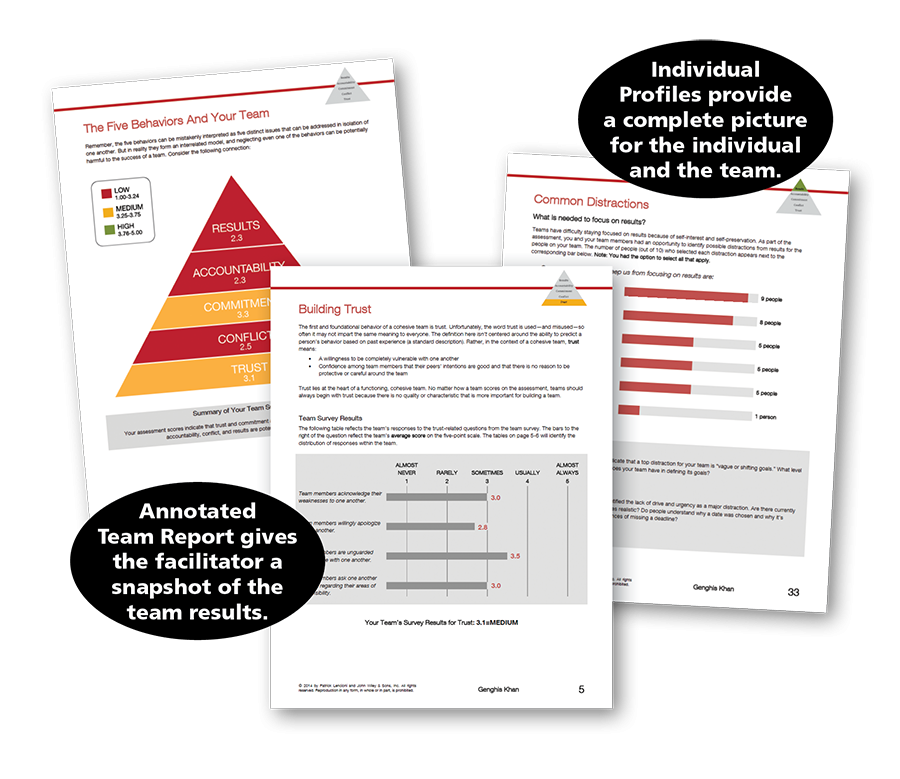 The Five Behaviors And Your Team
Remember, the five behaviors can be mistakenly interpreted as five distinct issues that can be addressed in isolation of
one another. But in reality they form an interrelated model, and neglecting even one of the behaviors can be potentially
harmful to the success of a team. Consider the following connection:
LOW
1.00-3.24
MEDIUM
3.25-3.75
HIGH
3.76-5.00
RESULTS
2.3
ACCOUNTABILITY
2.3
COMMITMEN
3.3
CONFLIC
2.5
TRUST
3.1
Summary of Your Team S
Your assessment scores indicate that trust and commitment
accountability, conflict, and results are pote
Annotated
Team Report gives
the facilitator a
snapshot of the
team results.
Individual
Profiles provide
a complete picture
for the individual
and the team.
Common Distractions
What is needed to focus on results?
Teams have difficulty staying focused on results because of self-interest and self-preservation. As part of the
assessment, you and your team members had an opportunity to identify possible distractions from results for the
people on your team. The number of people (out of 10) who selected each distraction appears next to the
corresponding bar below. Note: You had the option to select all that apply.
ep us from focusing on results are:
9 people
8 people
5 people
5 people
5 people
1 person
dicate that a top distraction for your team is "vague or shifting goals." What level
oes your team have in defining its goals?
tified the lack of drive and urgency as a major distraction. Are there currently
es realistic? Do people understand why a date was chosen and why it's
nces of missing a deadline?
Genghis Khan
33
Building Trust
The first and foundational behavior of a cohesive team is trust. Unfortunately, the word trust is used—and misused—so
often it may not impart the same meaning to everyone. The definition here isn't centered around the ability to predict a
person's behavior based on past experience (a standard description). Rather, in the context of a cohesive team, trust
means:
• A willingness to be completely vulnerable with one another
• Confidence among team members that their peers' intentions are good and that there is no reason to be
protective or careful around the team
Trust lies at the heart of a functioning, cohesive team. No matter how a team scores on the assessment, teams should
always begin with trust because there is no quality or characteristic that is more important for building a team.
Team Survey Results
The following table reflects the team's responses to the trust-related questions from the team survey. The bars to the
right of the question reflect the team's average score on the five-point scale. The tables on page 5-6 will identify the
distribution of responses within the team.
ALMOST NEVER RARELY SOMETIMES USUALLY ALMOST ALWAYS
1 2 3 4 5
Team members acknowledge their
weaknesses to one another.
3.0
members willingly apologize
another.
2.8
mbers are unguarded
e with one another.
3.5
mbers ask one another
regarding their areas of
sibility.
3.0
Your Team's Survey Results for Trust: 3.1=MEDIUM
© 2014 by Patrick Lencioni and John Wiley & Sons, Inc. All rights
reserved. Reproduction in any form, in whole or in part, is prohibited.
Genghis Khan
5